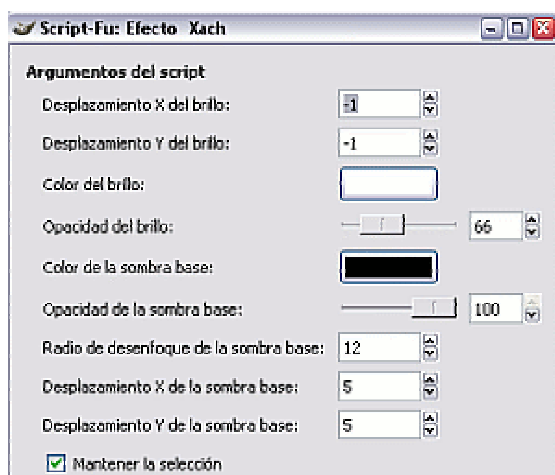 Script-Fu: Efecto Xach
Argumentos del script
Desplazamiento X del brillo: -1
Desplazamiento Y del brillo: -1
Color del brillo:
Opacidad del brillo: 66
Color de la sombra base:
Opacidad de la sombra base: 100
Radio de desenfoque de la sombra base: 12
Desplazamiento X de la sombra base: 5
Desplazamiento Y de la sombra base: 5
Mantener la selección